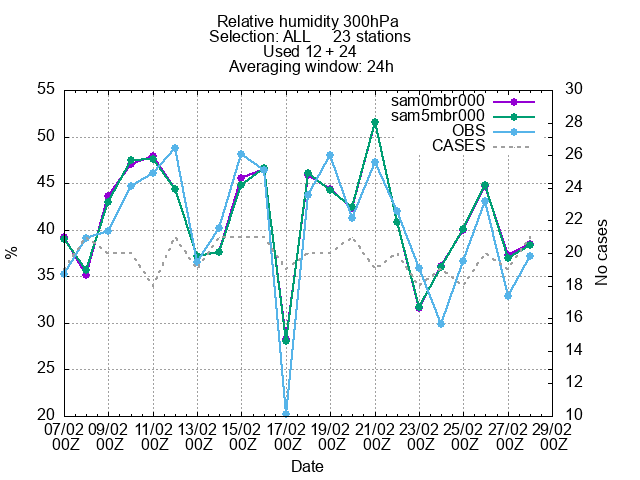 Relative humidity 300hPa
Selection: ALL     23 stations
Used 12 + 24
Averaging window: 24h
55 30
sam0mbr000
sam5mbr000 28
50
OBS
CASES 26
45 24
22
40
20
35 18
16
30
14
25 12
20 10
%
No cases
07/02 09/02 11/02 13/02 15/02 17/02 19/02 21/02 23/02 25/02 27/02 29/02
00Z 00Z 00Z 00Z 00Z 00Z 00Z 00Z 00Z 00Z 00Z 00Z
Date